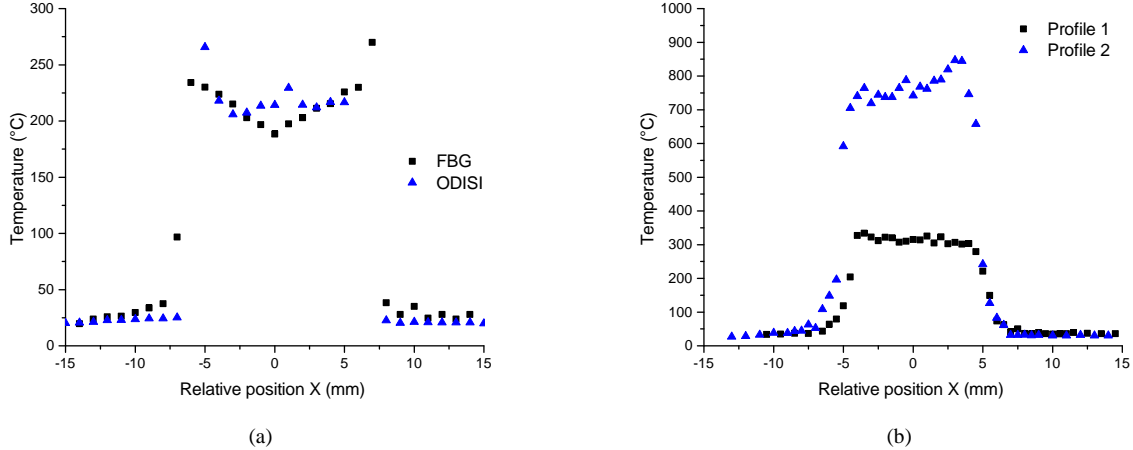 300
250
200
150
100
50
0
Temperature (°C)
FBG
ODISI
-15 -10 -5 0 5 10 15
Relative position X (mm)
(a)
1000
900
800
700
600
500
400
300
200
100
0
Temperature (°C)
Profile 1
Profile 2
-15 -10 -5 0 5 10 15
Relative position X (mm)
(b)